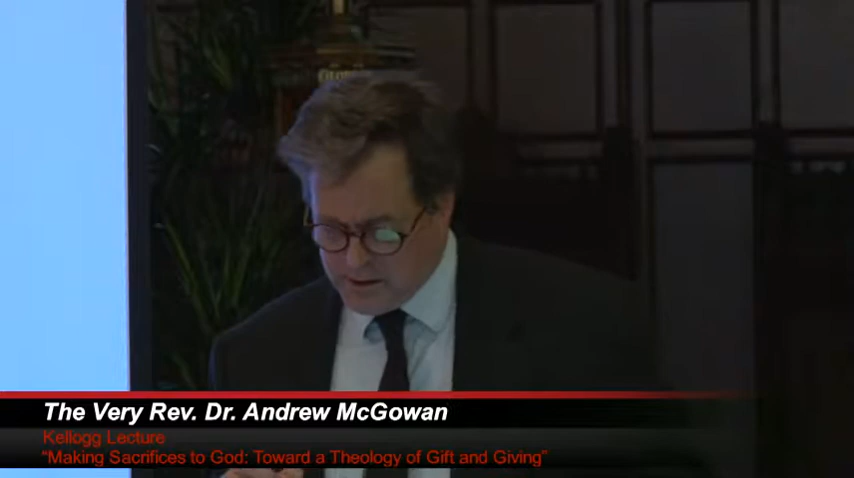 The Very Rev. Dr. Andrew McGowan
Kellogg Lecture
"Making Sacrifices to God: Toward a Theology of Gift and Giving"